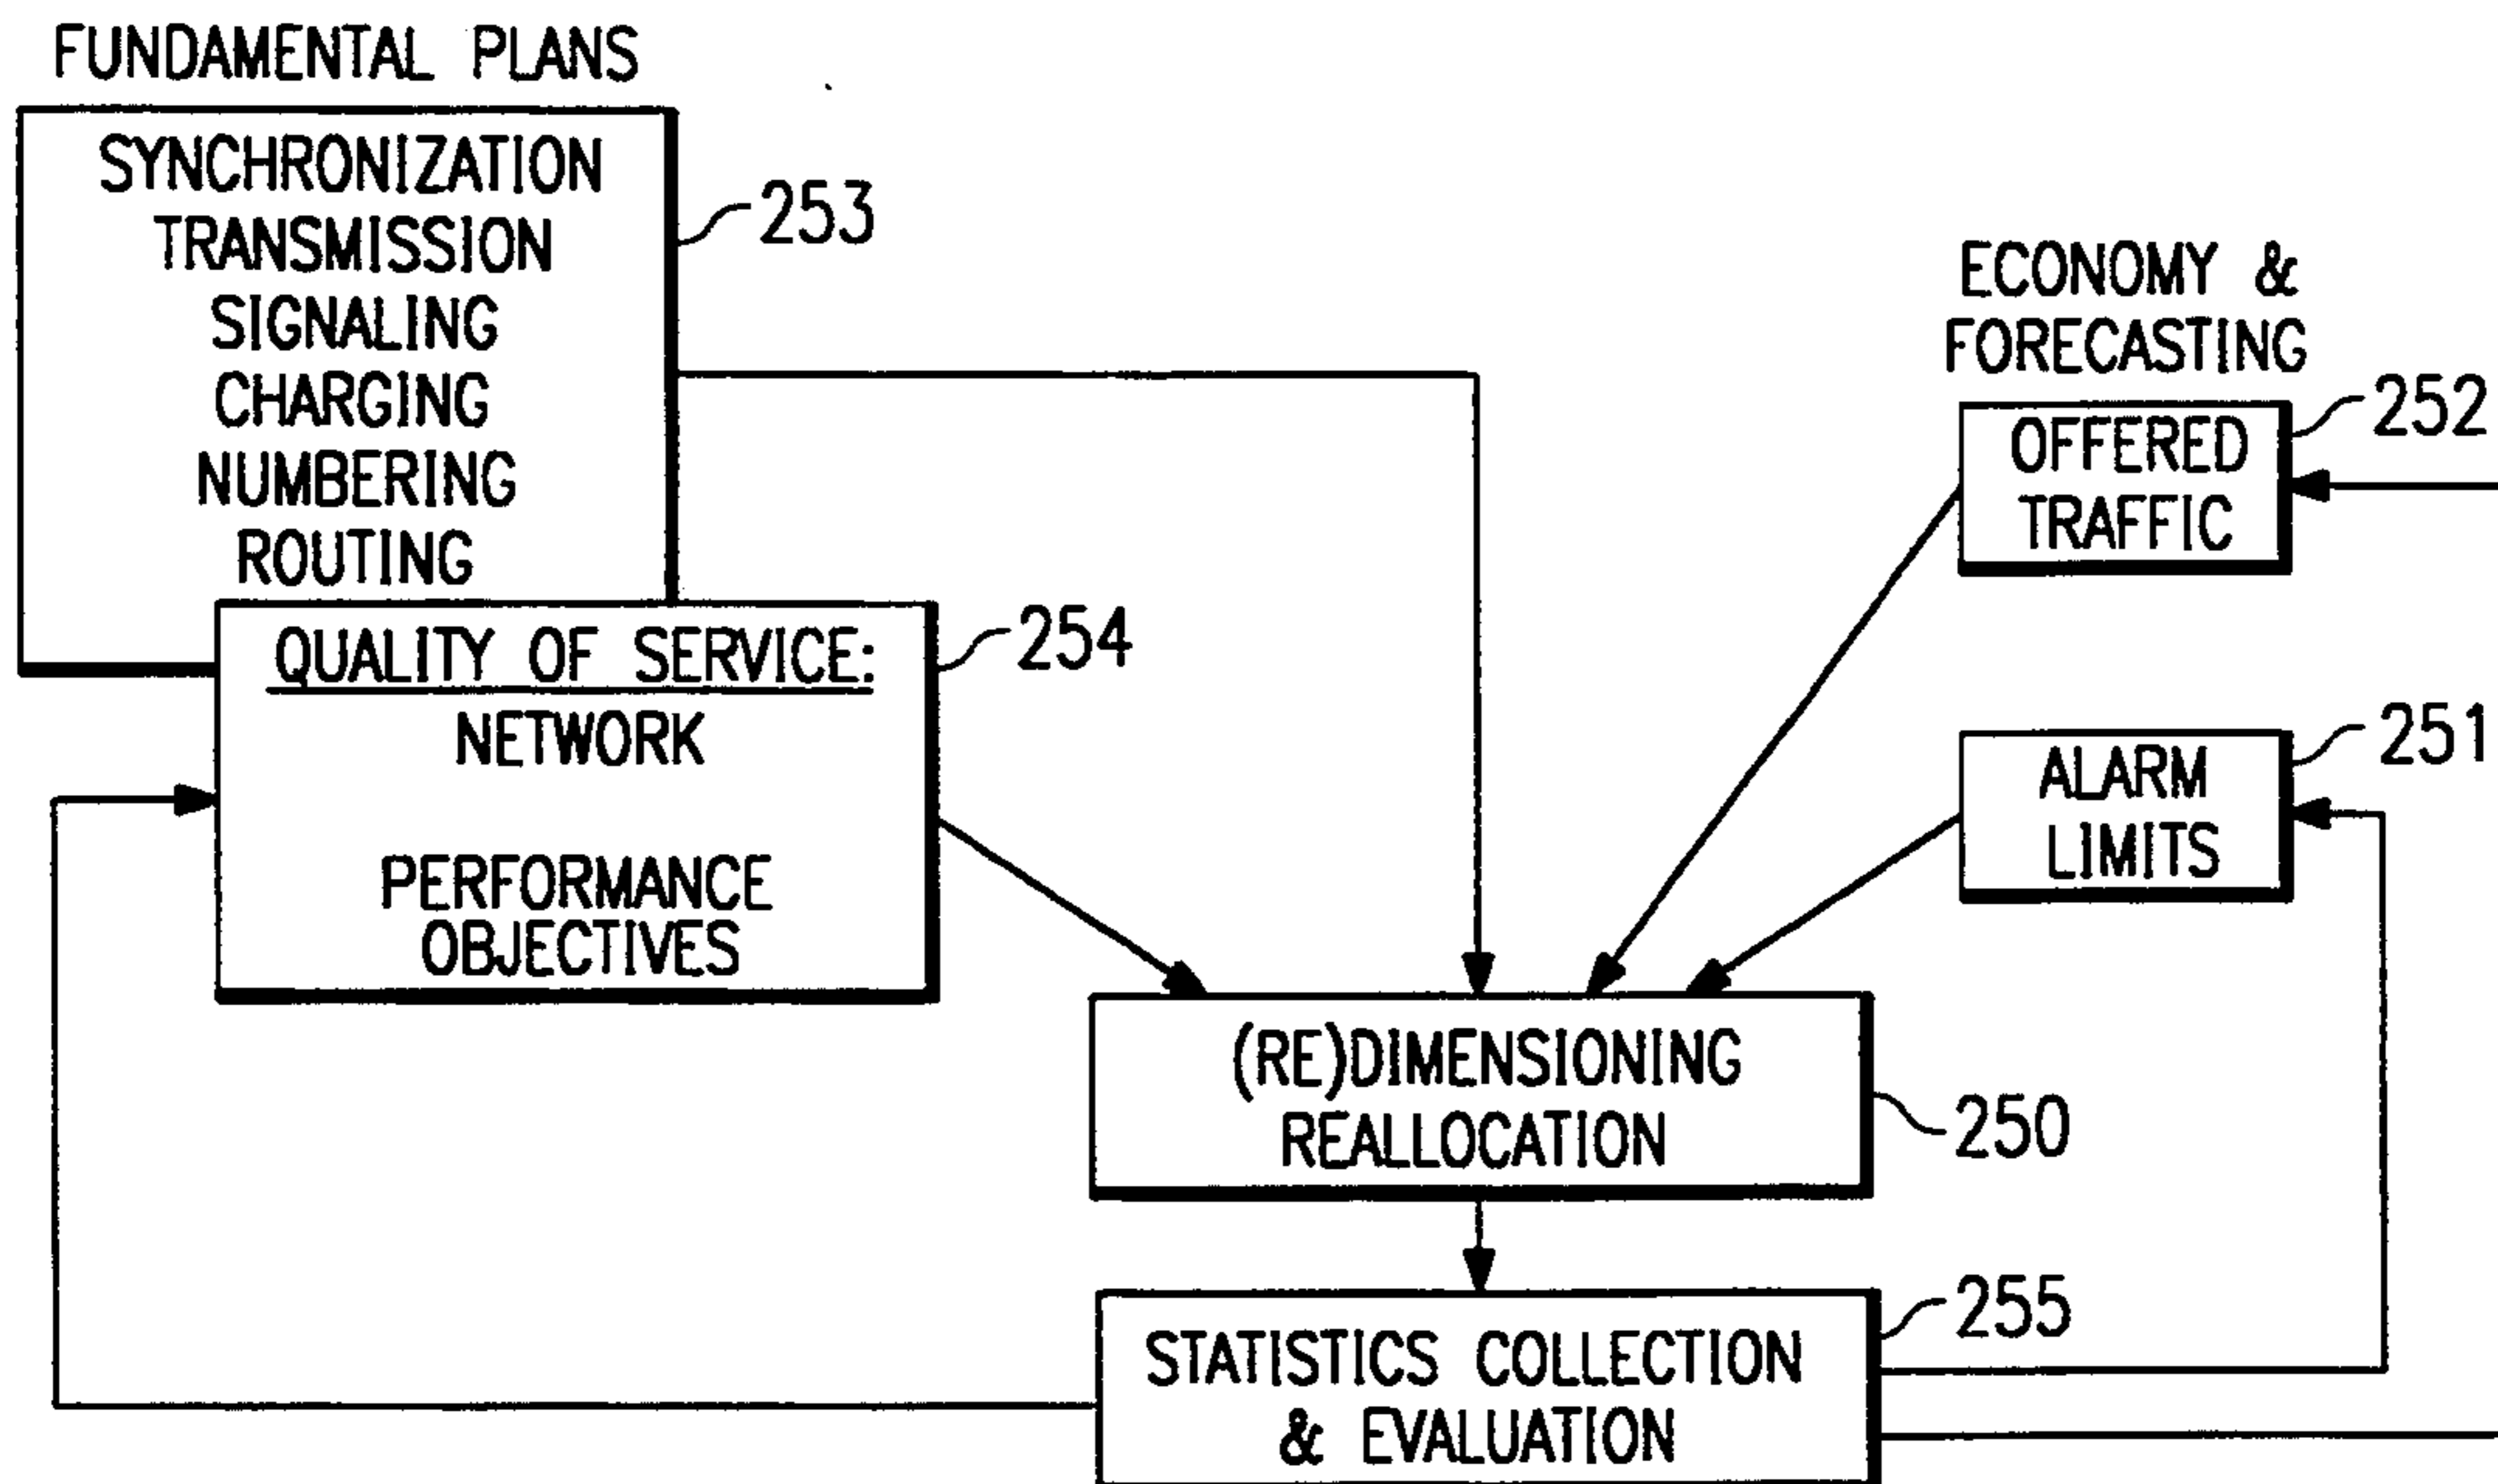 FUNDAMENTAL PLANS
SYNCHRONIZATION
TRANSMISSION
SIGNALING
CHARGING
NUMBERING
ROUTING
253
QUALITY OF SERVICE:
NETWORK
PERFORMANCE
OBJECTIVES
254
ECONOMY &
FORECASTING
252
OFFERED
TRAFFIC
251
ALARM
LIMITS
(RE)DIMENSIONING
REALLOCATION
250
255
STATISTICS COLLECTION
& EVALUATION